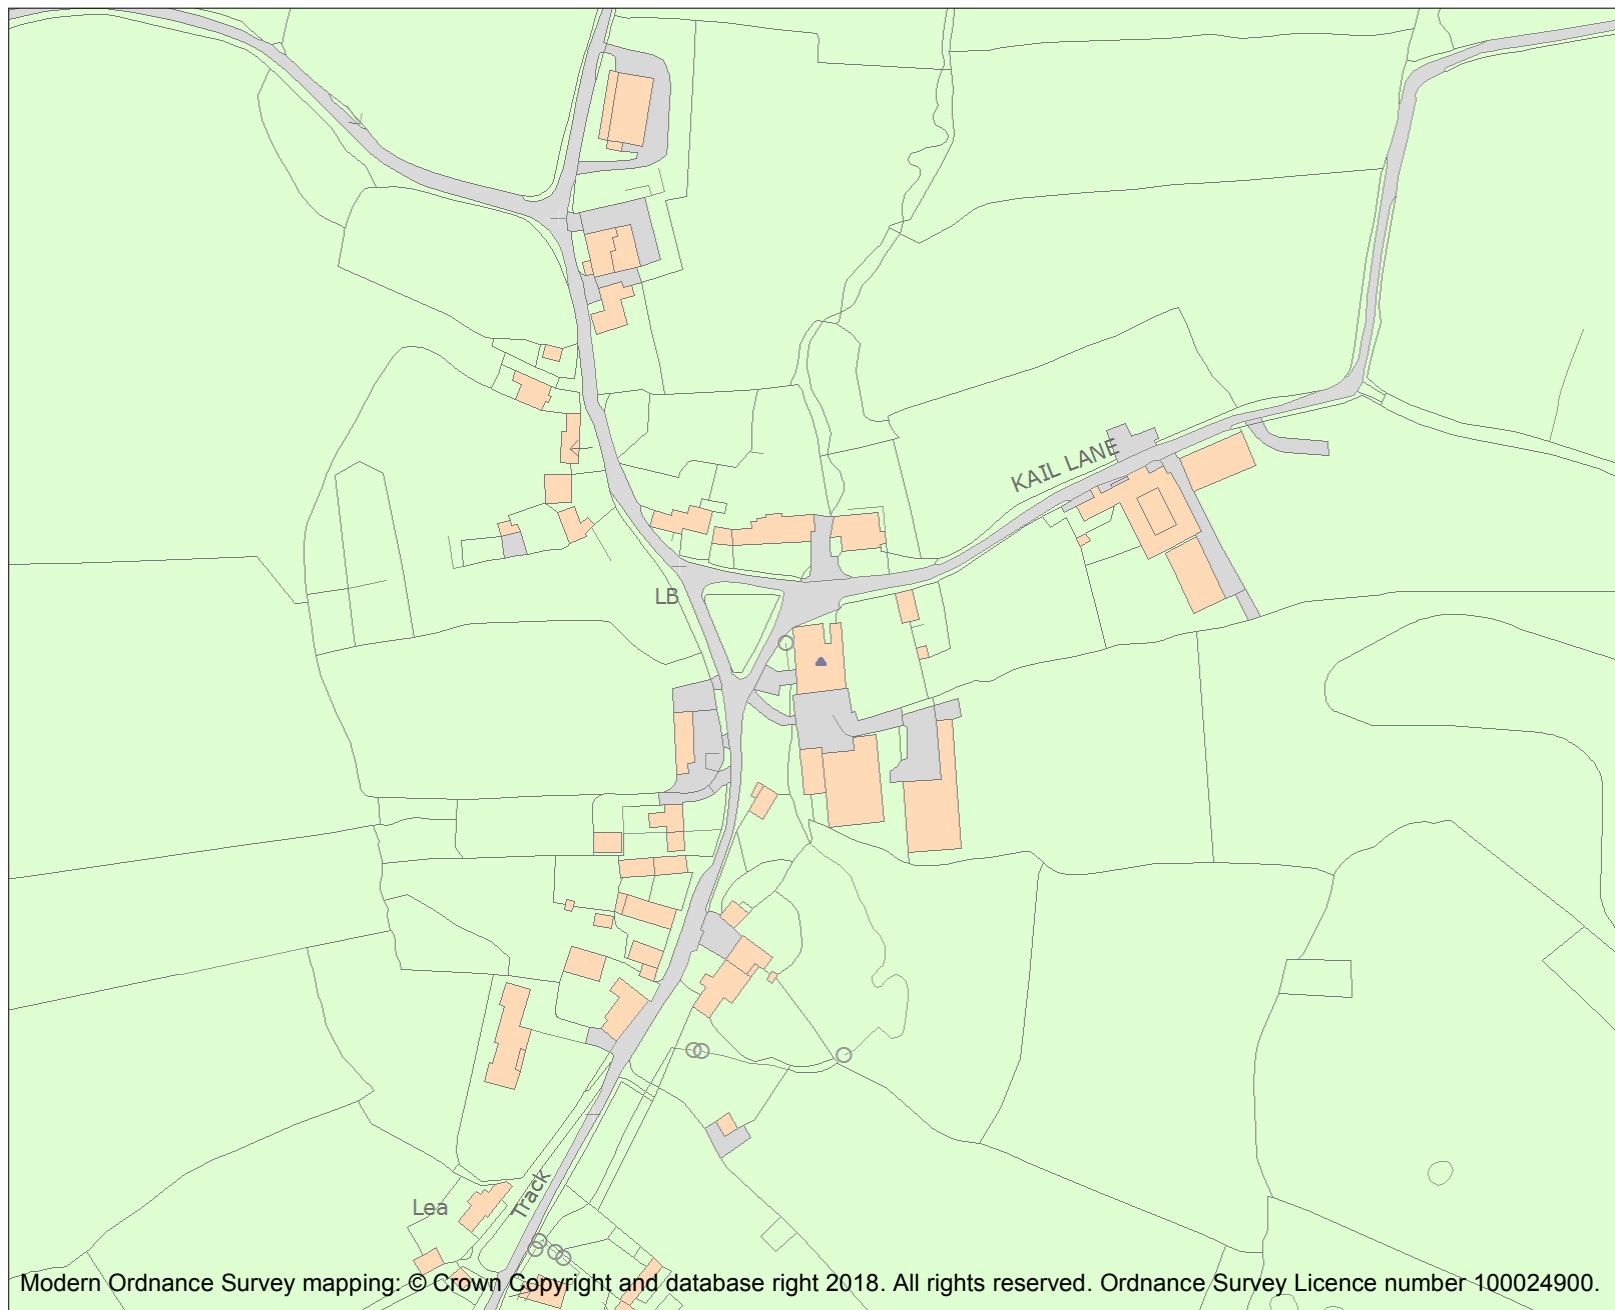 KAIL LANE
LB
Track
Lea
Modern Ordnance Survey mapping: © Crown Copyright and database right 2018. All rights reserved. Ordnance Survey Licence number 100024900.